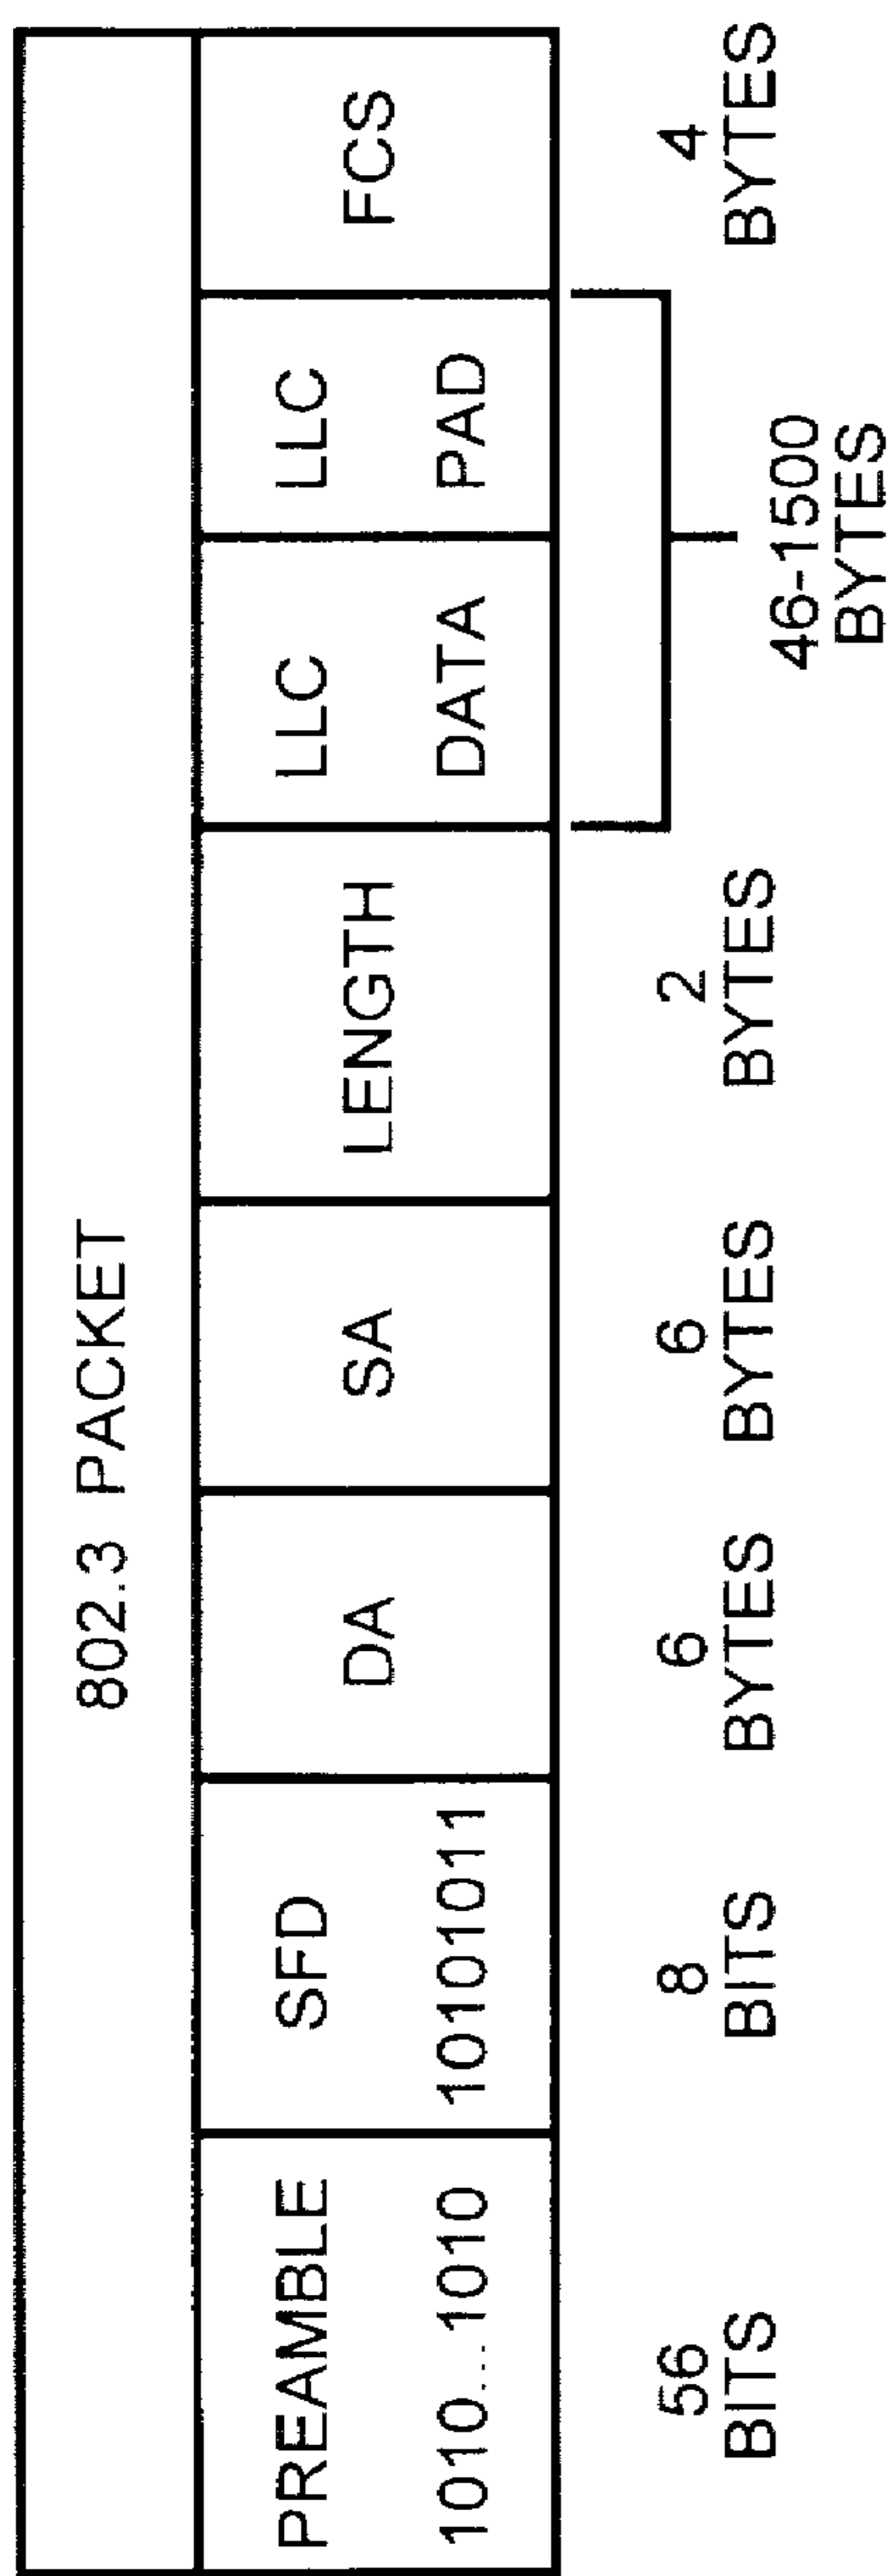 802.3 PACKET
PREAMBLE
1010...1010
SFD
10101011
DA
SA
LENGTH
LLC
DATA
LLC
PAD
FCS
56
BITS
8
BITS
6
BYTES
6
BYTES
2
BYTES
46-1500
BYTES
4
BYTES